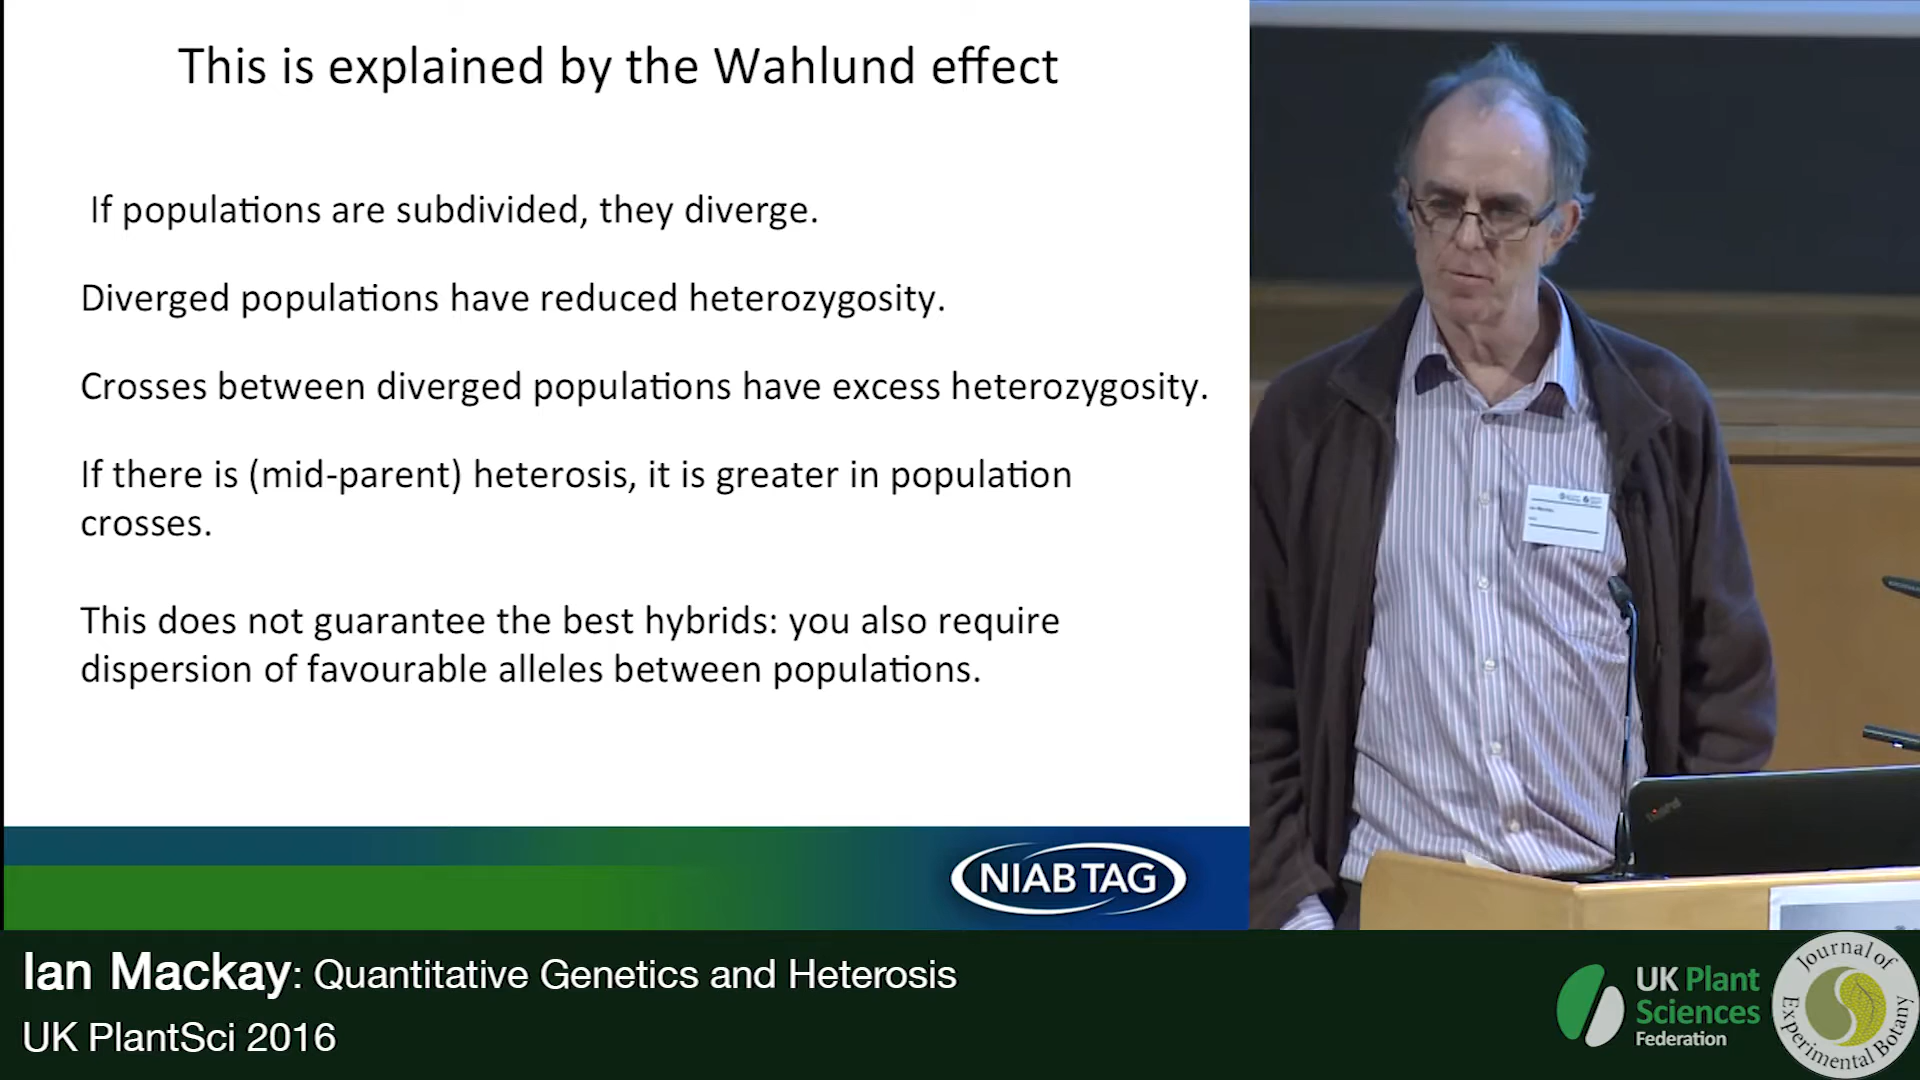 This is explained by the Wahlund effect
If populations are subdivided, they diverge.
Diverged populations have reduced heterozygosity.
Crosses between diverged populations have excess heterozygosity.
If there is (mid-parent) heterosis, it is greater in population
crosses.
This does not guarantee the best hybrids: you also require
dispersion of favourable alleles between populations.
NIAB TAG
ThinkPad
Ian Mackay: Quantitative Genetics and Heterosis
UK PlantSci 2016
UK Plant
Sciences
Federation
Journal of
Experimental Botany